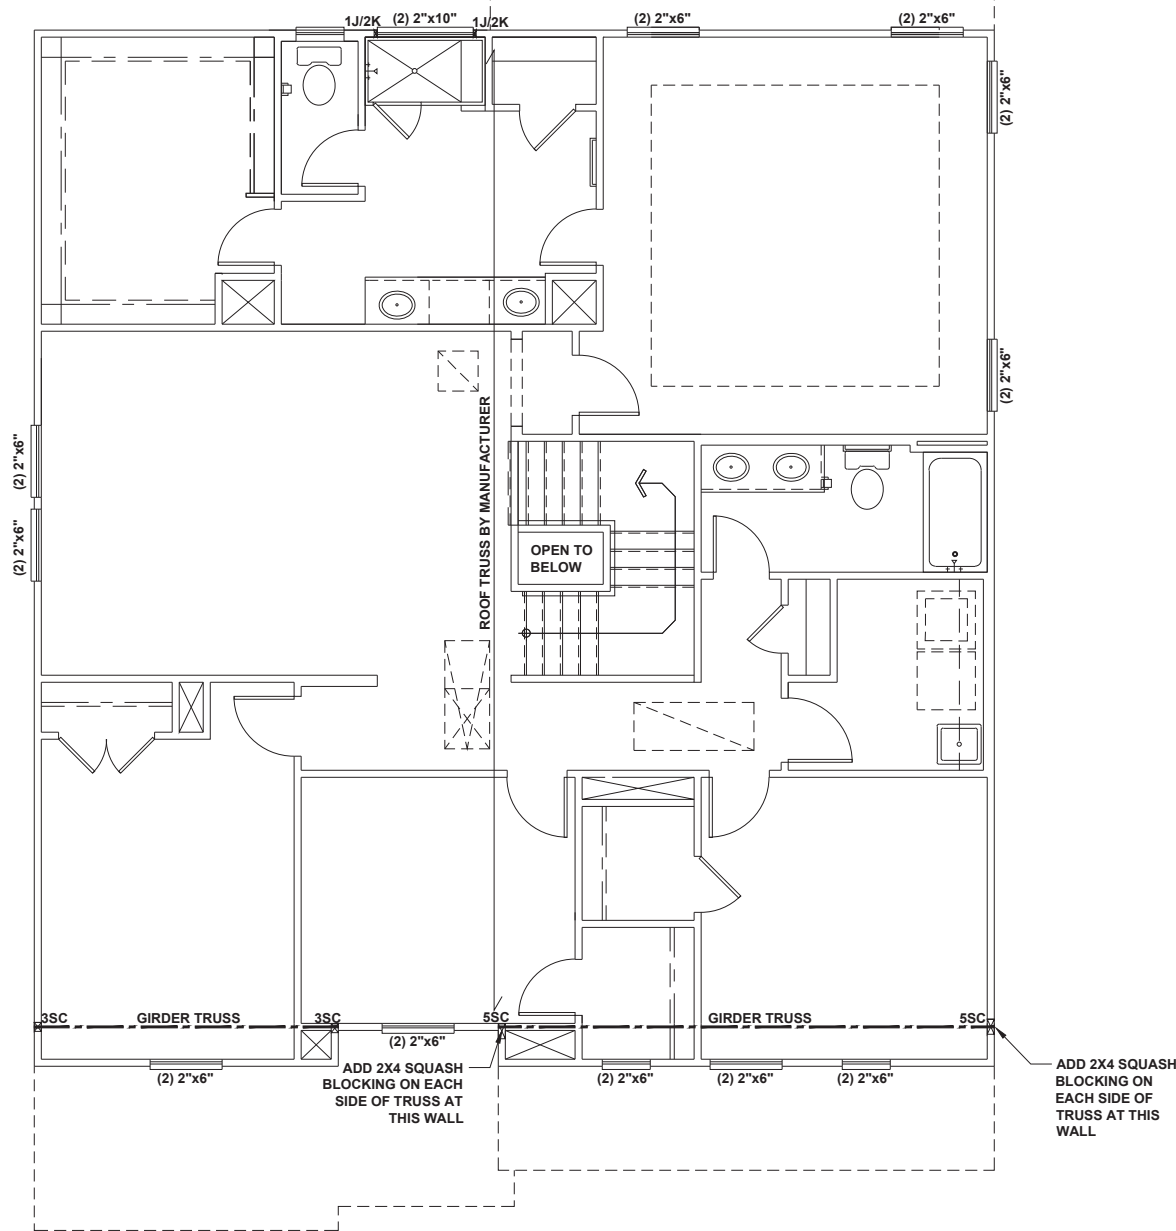 1J/2K
(2) 2"x10"
1J/2K
(2) 2"x6"
(2) 2"x6"
(2) 2"x6"
(2) 2"x6"
(2) 2"x6"
(2) 2"x6"
ROOF TRUSS BY MANUFACTURER
OPEN TO
BELOW
3SC
GIRDER TRUSS
3SC
5SC
GIRDER TRUSS
5SC
(2) 2"x6"
(2) 2"x6"
(2) 2"x6"
(2) 2"x6"
(2) 2"x6"
ADD 2X4 SQUASH
BLOCKING ON EACH
SIDE OF TRUSS AT
THIS WALL
ADD 2X4 SQUASH
BLOCKING ON
EACH SIDE OF
TRUSS AT THIS
WALL